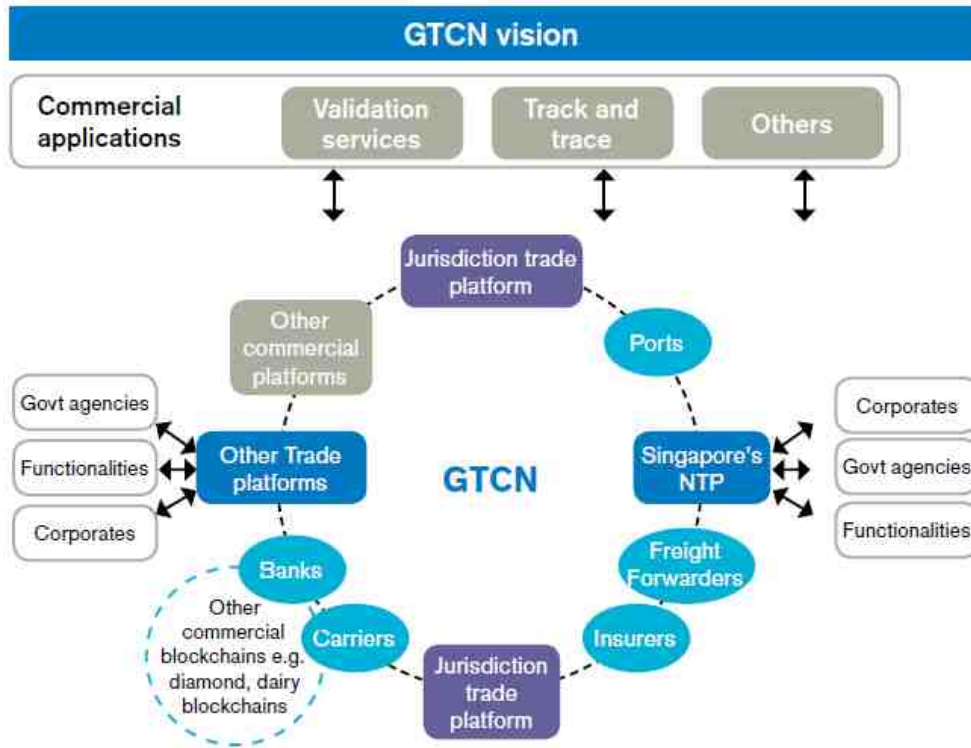 GTCN vision
Commercial
applications
Validation
services
Track and
trace
Others
Jurisdiction trade
platform
Other
commercial
platforms
Ports
Govt agencies
Functionalities
Corporates
Other Trade
platforms
GTCN
Singapore's
NTP
Corporates
Govt agencies
Functionalities
Banks
Freight
Forwarders
Other
commercial
blockchains e.g.
diamond, dairy
blockchains
Carriers
Insurers
Jurisdiction
trade
platform